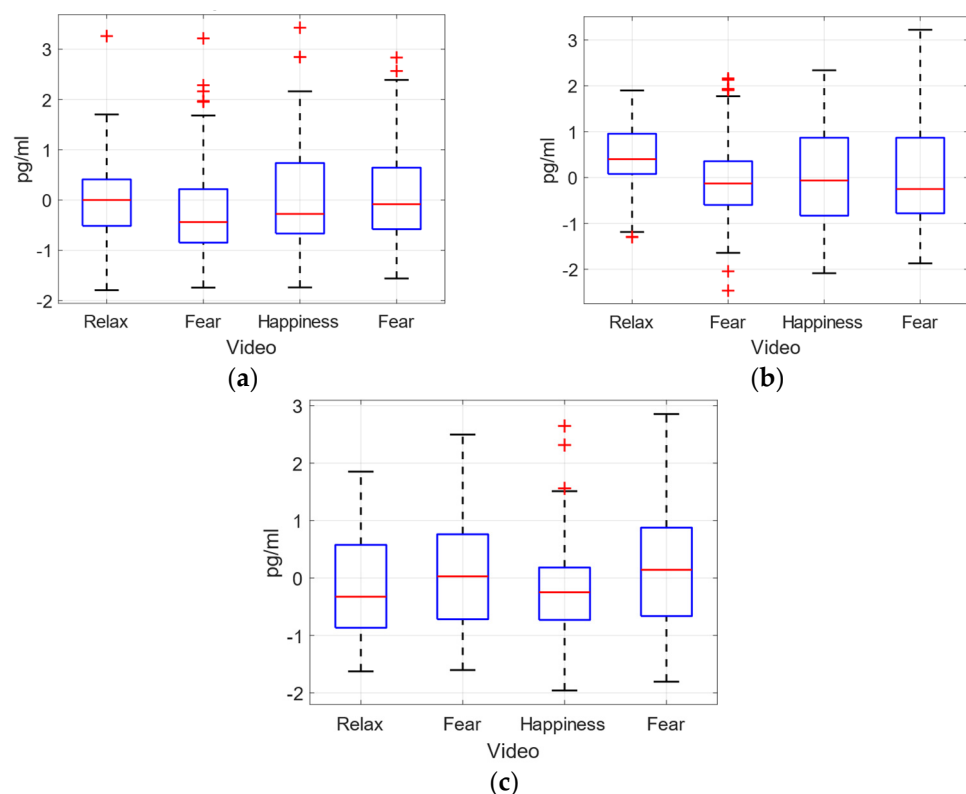 3
2
1
0
-1
-2
pg/ml
Relax Fear Happiness Fear
Video
(a)
3
2
1
0
-1
-2
pg/ml
Relax Fear Happiness Fear
Video
(b)
3
2
1
0
-1
-2
pg/ml
Relax Fear Happiness Fear
Video
(c)